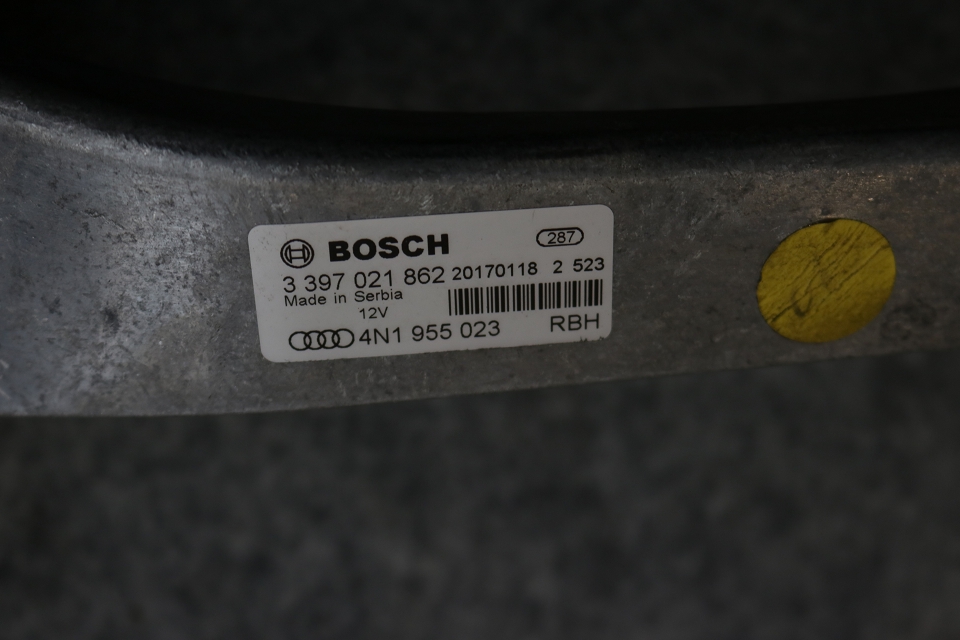 BOSCH 287
3 397 021 862 20170118 2 523
Made in Serbia
12V
4N1 955 023 RBH